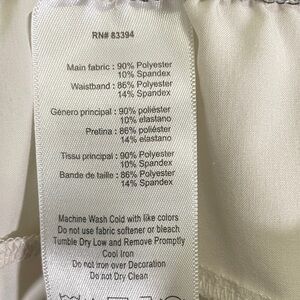 RN# 83394
Main fabric : 90% Polyester
10% Spandex
Waistband : 86% Polyester
14% Spandex
Género principal : 90% poliéster
10% elastano
Pretina : 86% poliéster
14% elastano
Tissu principal : 90% Polyester
10% Spandex
Bande de taille : 86% Polyester
14% Spandex
Machine Wash Cold with like colors
Do not use fabric softener or bleach
Tumble Dry Low and Remove Promptly
Cool Iron
Do not iron over Decoration
Do not Dry Clean